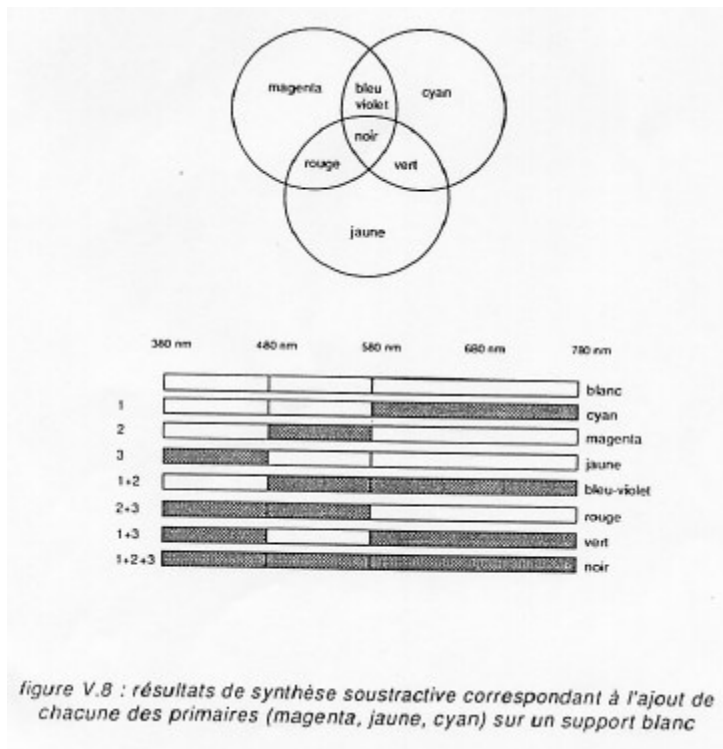 magenta
bleu
violet
cyan
noir
rouge
vert
jaune
380 nm 480 nm 580 nm 680 nm 780 nm
blanc
1 cyan
2 magenta
3 jaune
1+2 bleu-violet
2+3 rouge
1+3 vert
1+2+3 noir
figure V.8 : résultats de synthèse soustractive correspondant à l'ajout de
chacune des primaires (magenta, jaune, cyan) sur un support blanc